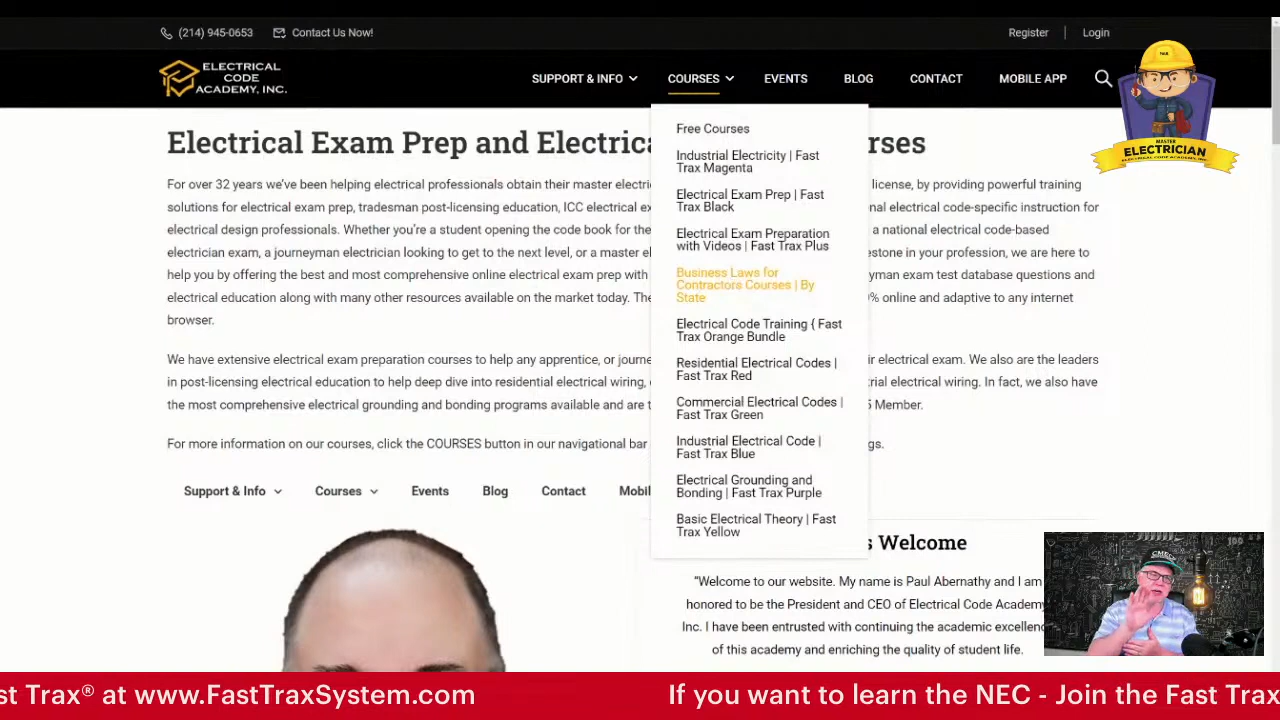 (214) 945-0653 Contact Us Now! Register Login
ELECTRICAL
CODE
ACADEMY, INC.
SUPPORT & INFO COURSES EVENTS BLOG CONTACT MOBILE APP
MASTER
ELECTRICIAN
ELECTRICAL CODE ACADEMY, INC.
Electrical Exam Prep and Electrica rses
For over 32 years we've been helping electrical professionals obtain their master electri license, by providing powerful training
solutions for electrical exam prep, tradesman post-licensing education, ICC electrical ex nal electrical code-specific instruction for
electrical design professionals. Whether you're a student opening the code book for the a national electrical code-based
electrician exam, a journeyman electrician looking to get to the next level, or a master el estone in your profession, we are here to
help you by offering the best and most comprehensive online electrical exam prep with yman exam test database questions and
electrical education along with many other resources available on the market today. The % online and adaptive to any internet
browser.
We have extensive electrical exam preparation courses to help any apprentice, or journe ir electrical exam. We also are the leaders
in post-licensing electrical education to help deep dive into residential electrical wiring, trial electrical wiring. In fact, we also have
the most comprehensive electrical grounding and bonding programs available and are t 5 Member.
For more information on our courses, click the COURSES button in our navigational bar gs.
Free Courses
Industrial Electricity | Fast
Trax Magenta
Electrical Exam Prep | Fast
Trax Black
Electrical Exam Preparation
with Videos | Fast Trax Plus
Business Laws for
Contractors Courses | By
State
Electrical Code Training { Fast
Trax Orange Bundle
Residential Electrical Codes |
Fast Trax Red
Commercial Electrical Codes |
Fast Trax Green
Industrial Electrical Code |
Fast Trax Blue
Electrical Grounding and
Bonding | Fast Trax Purple
Basic Electrical Theory | Fast
Trax Yellow
Support & Info Courses Events Blog Contact Mobil
s Welcome
"Welcome to our website. My name is Paul Abernathy and I am
honored to be the President and CEO of Electrical Code Academy
Inc. I have been entrusted with continuing the academic excellen
of this academy and enriching the quality of student life.
st Trax® at www.FastTraxSystem.com If you want to learn the NEC - Join the Fast Trax